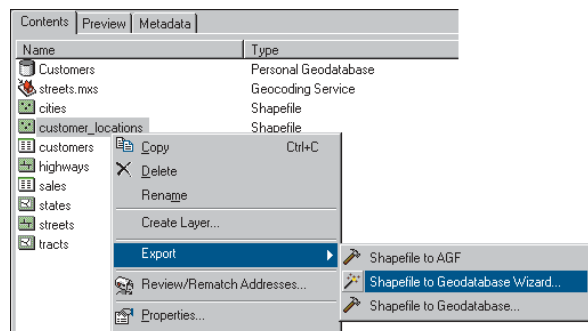 Contents Preview Metadata
Name Type
Customers Personal Geodatabase
streets.mxs Geocoding Service
cities Shapefile
customer_locations Shapefile
customers
highways
sales
states
streets
tracts
Copy Ctrl+C
Delete
Rename
Create Layer...
Export
Review/Rematch Addresses...
Properties...
Shapefile to AGF
Shapefile to Geodatabase Wizard...
Shapefile to Geodatabase...